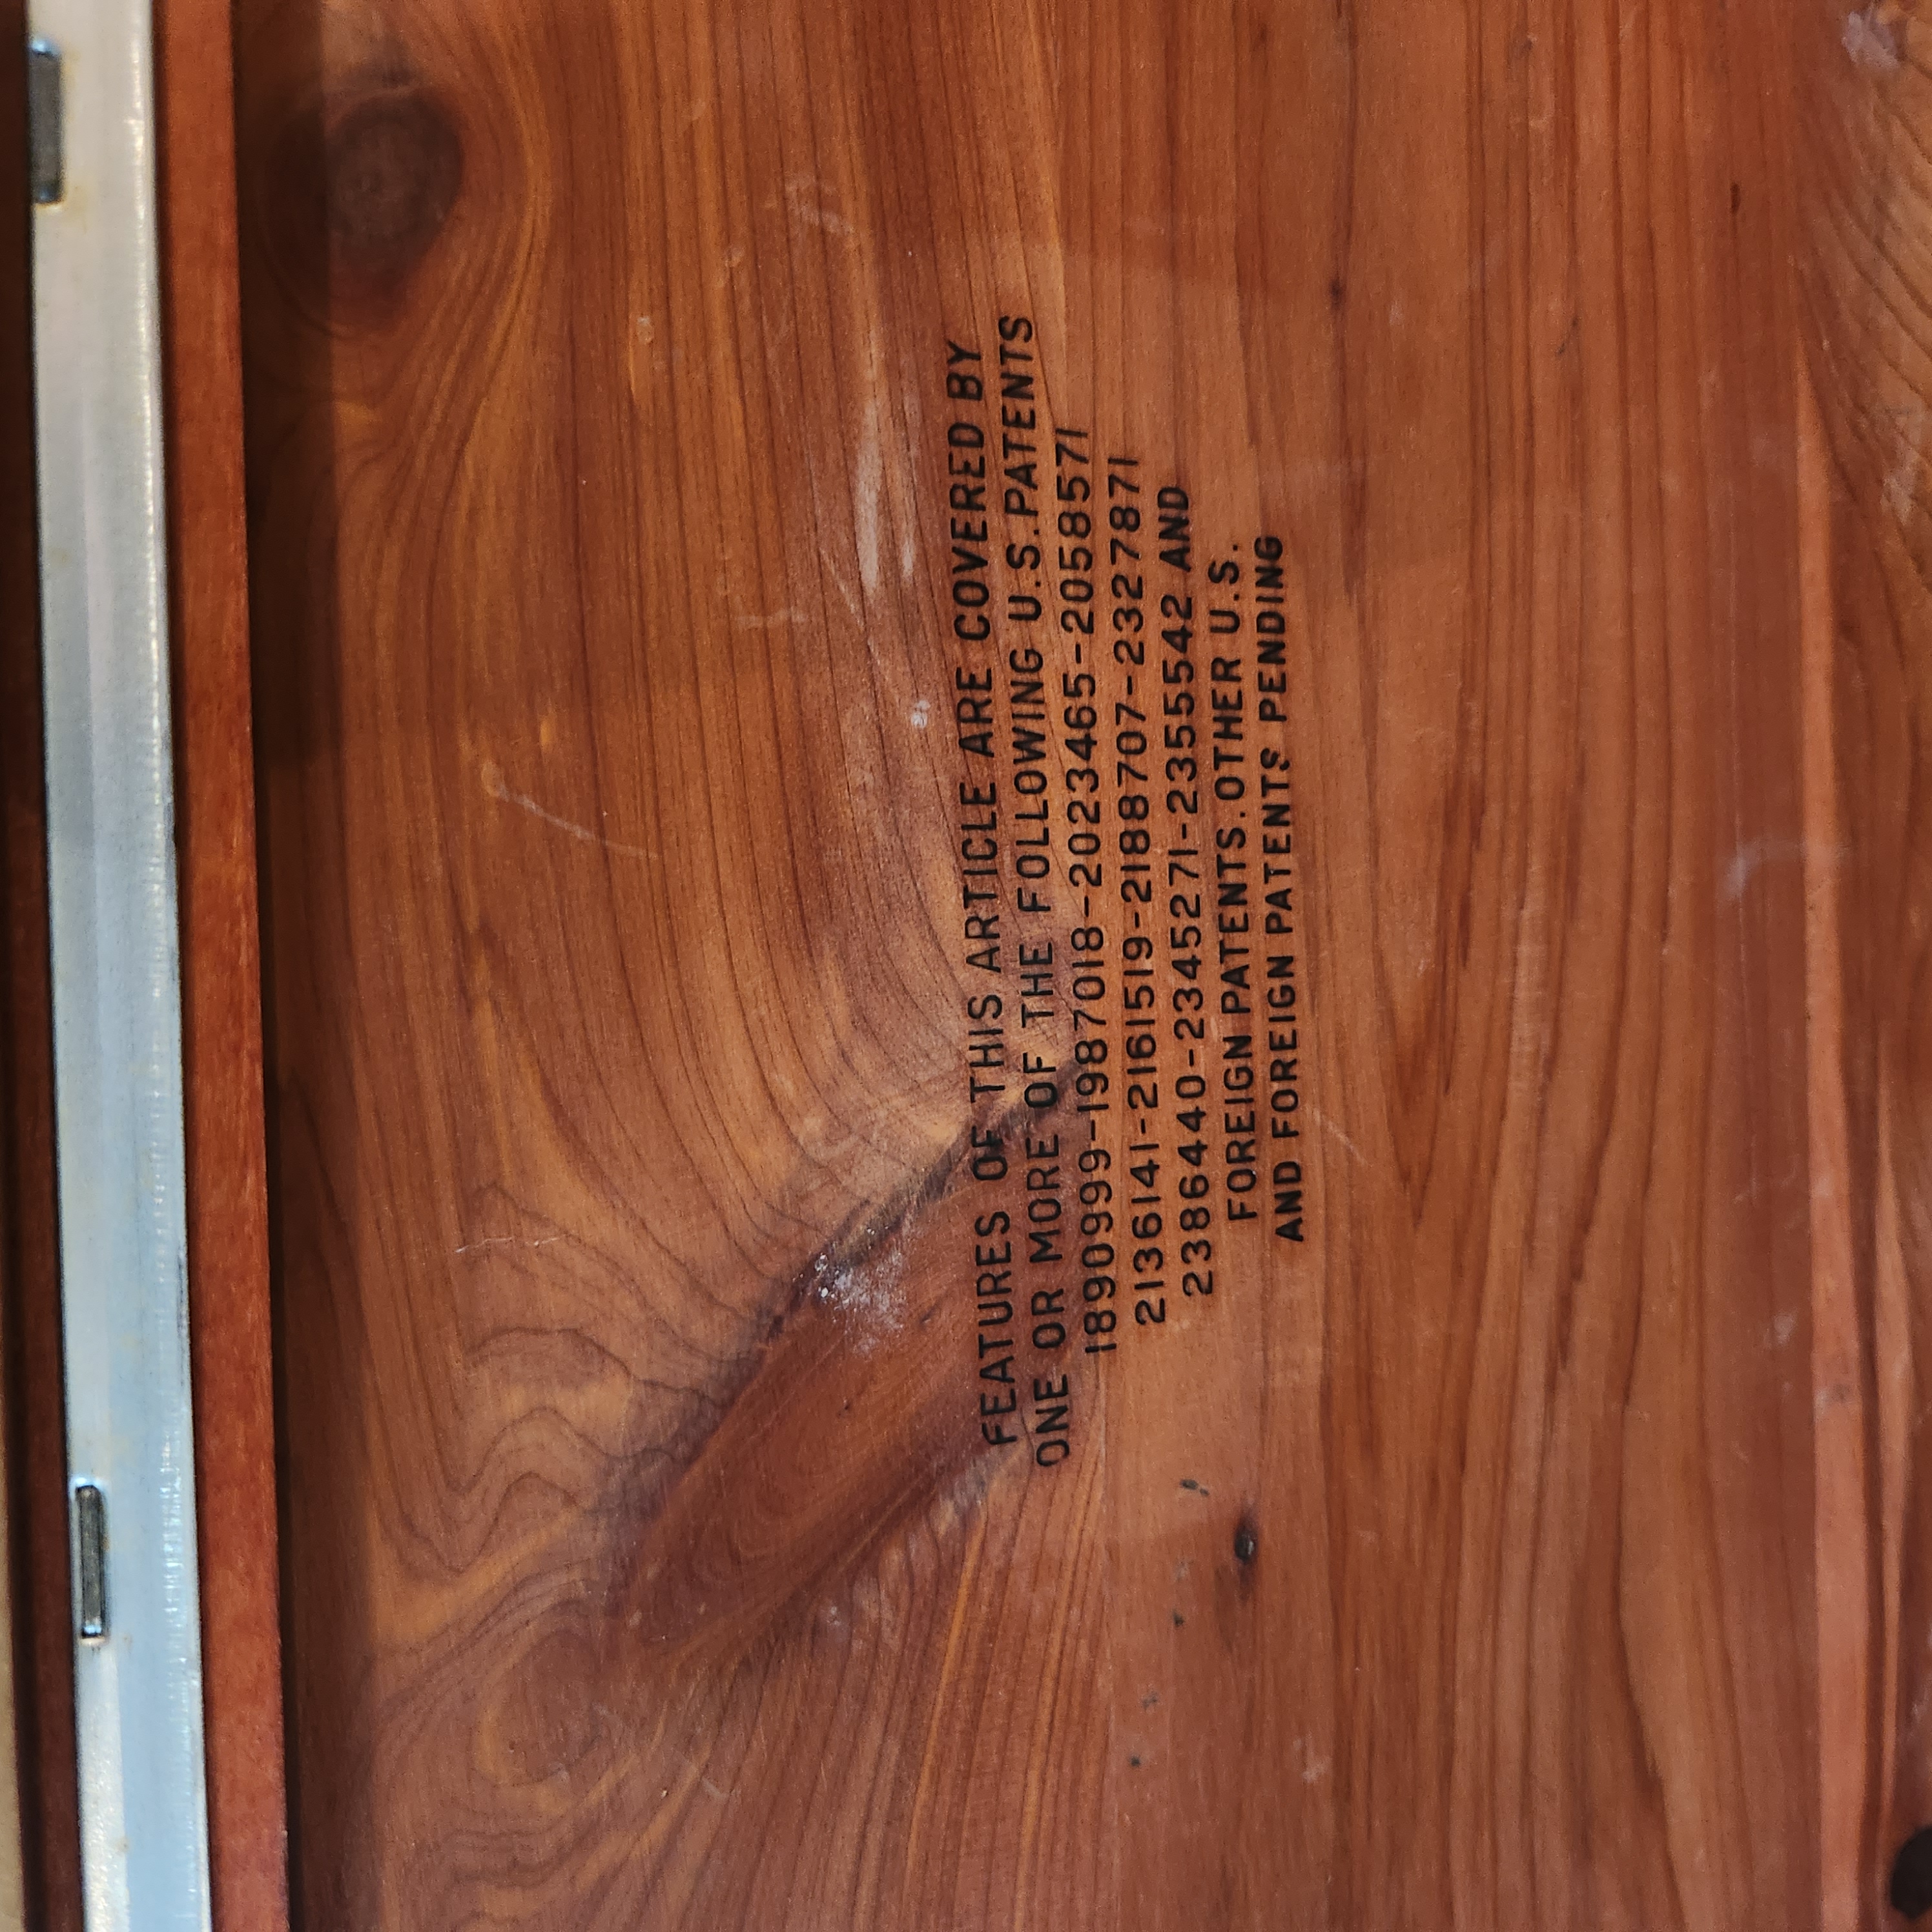 FEATURES OF THIS ARTICLE ARE COVERED BY
ONE OR MORE OF THE FOLLOWING U.S. PATENTS
1890999-1987018-2023465-2058571
2136141-2161519-2188707-2327871
2386440-2345271-2355542 AND
FOREIGN PATENTS. OTHER U.S.
AND FOREIGN PATENTS PENDING